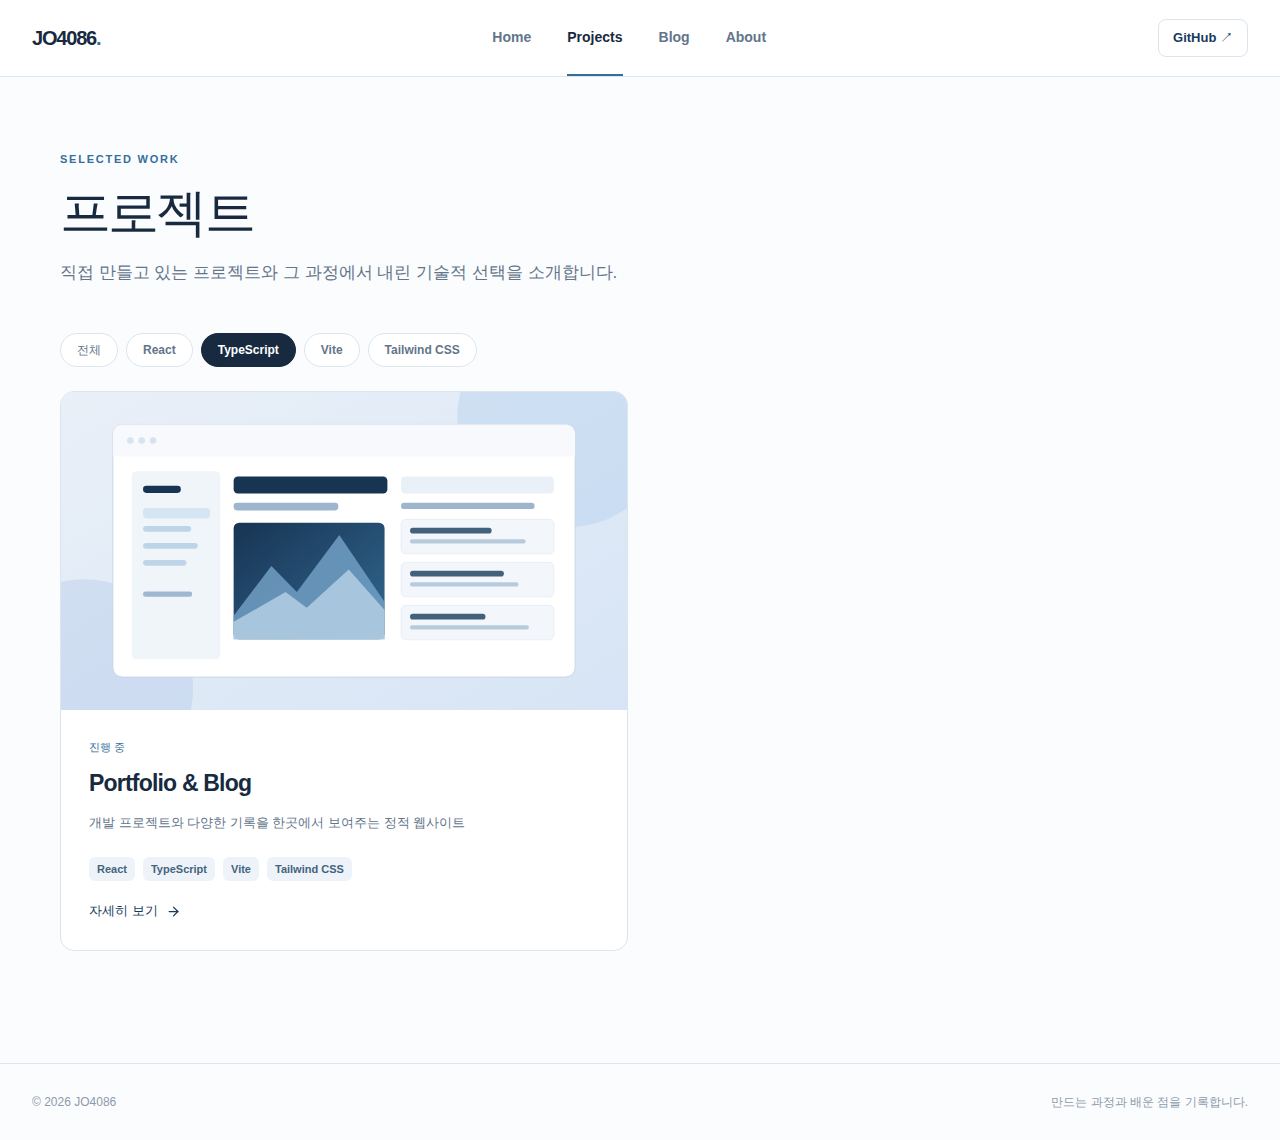 JO4086.
Home
Projects
Blog
About
GitHub ↗
SELECTED WORK
프로젝트
직접 만들고 있는 프로젝트와 그 과정에서 내린 기술적 선택을 소개합니다.
전체
React
TypeScript
Vite
Tailwind CSS
진행 중
Portfolio & Blog
개발 프로젝트와 다양한 기록을 한곳에서 보여주는 정적 웹사이트
React
TypeScript
Vite
Tailwind CSS
자세히 보기 →
© 2026 JO4086
만드는 과정과 배운 점을 기록합니다.